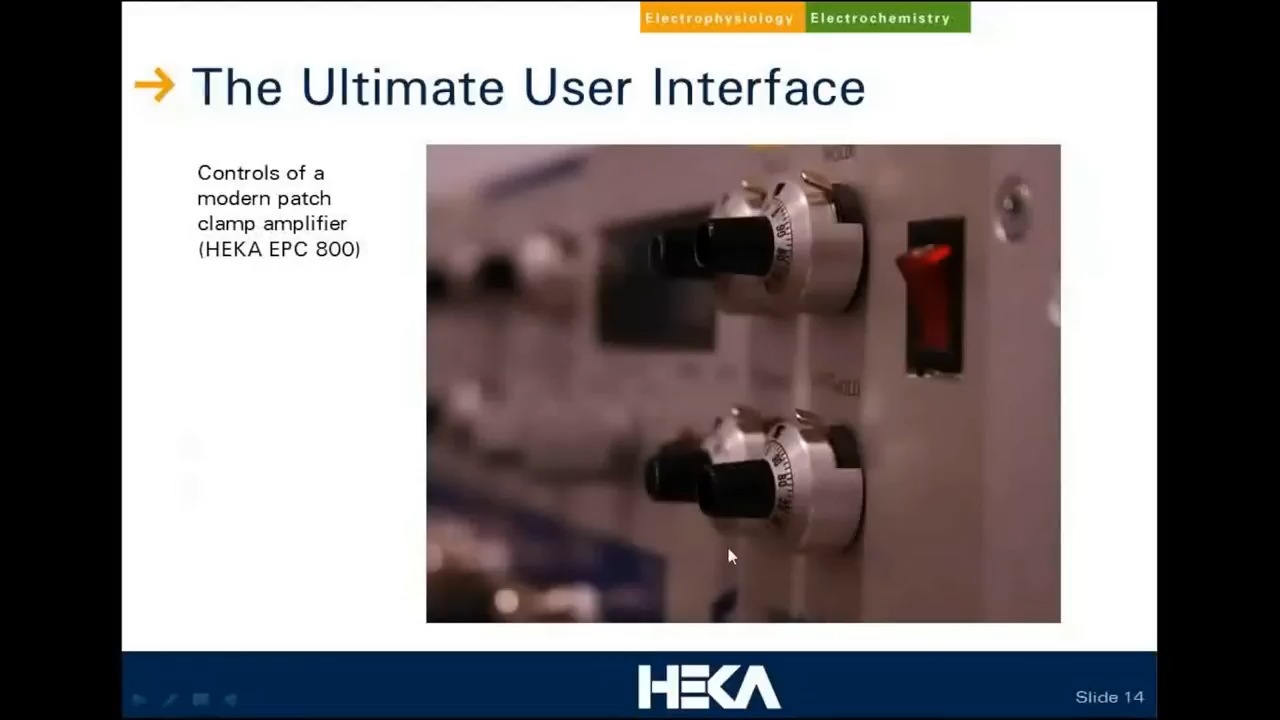 Electrophysiology Electrochemistry
The Ultimate User Interface
Controls of a
modern patch
clamp amplifier
(HEKA EPC 800)
HEKA
Slide 14